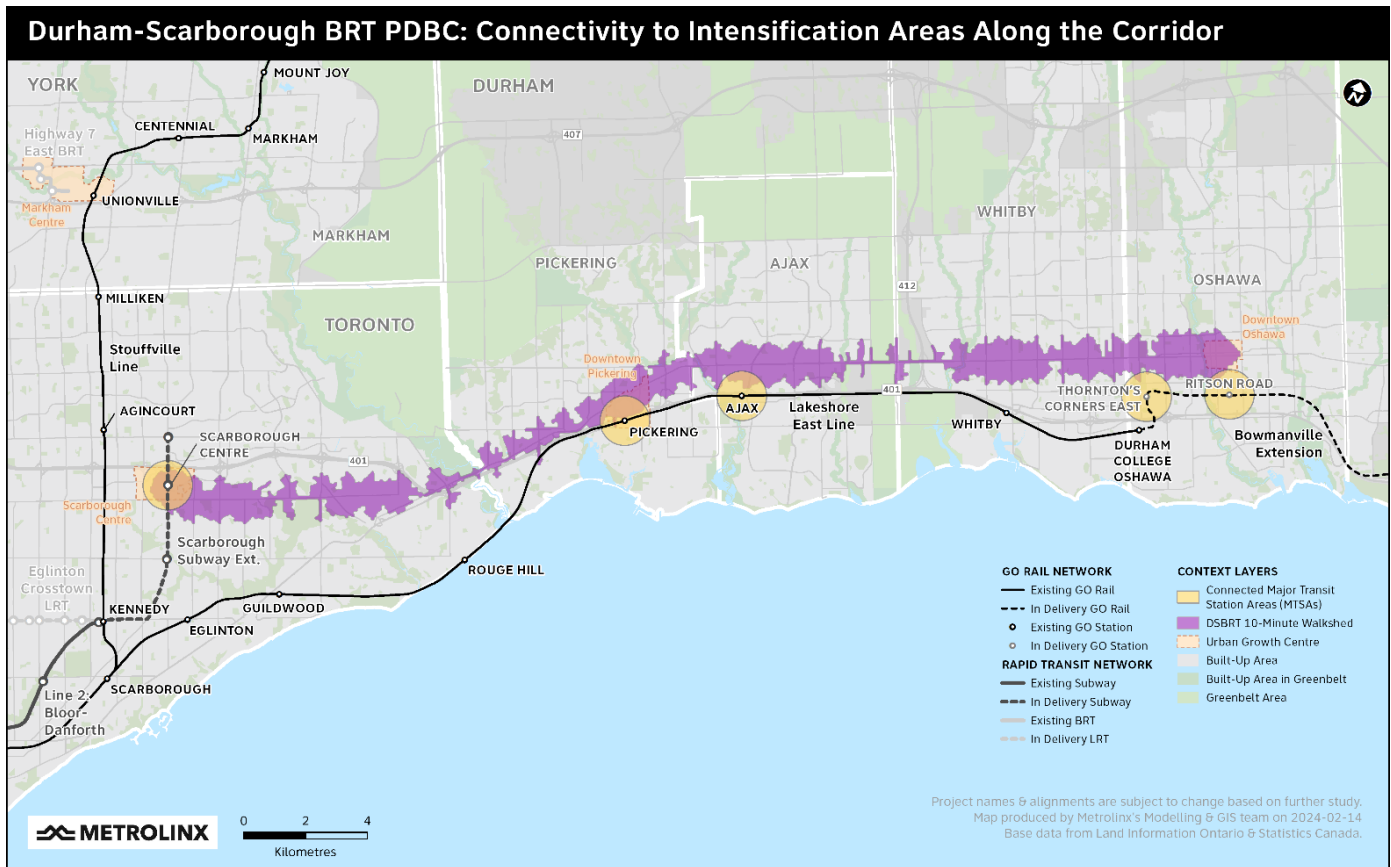 Durham-Scarborough BRT PDBC: Connectivity to Intensification Areas Along the Corridor
YORK
MOUNT JOY
DURHAM
CENTENNIAL
MARKHAM
Highway 7
East BRT
407
UNIONVILLE
Markham
Centre
MARKHAM
WHITBY
PICKERING
AJAX
412
OSHAWA
MILLIKEN
TORONTO
Stouffville
Line
Downtown
Oshawa
Downtown
Pickering
401
THORNTON'S
CORNERS EAST
RITSON ROAD
AGINCOURT
AJAX
Lakeshore
East Line
WHITBY
PICKERING
SCARBOROUGH
CENTRE
401
DURHAM
COLLEGE
OSHAWA
Bowmanville
Extension
Scarborough
Centre
Scarborough
Subway Ext.
Eglinton
Crosstown
LRT
ROUGE HILL
KENNEDY
GUILDWOOD
EGLINTON
SCARBOROUGH
Line 2:
Bloor-
Danforth
GO RAIL NETWORK
Existing GO Rail
In Delivery GO Rail
Existing GO Station
In Delivery GO Station
RAPID TRANSIT NETWORK
Existing Subway
In Delivery Subway
Existing BRT
In Delivery LRT
CONTEXT LAYERS
Connected Major Transit
Station Areas (MTSAs)
DSBRT 10-Minute Walkshed
Urban Growth Centre
Built-Up Area
Built-Up Area in Greenbelt
Greenbelt Area
METROLINX
0 2 4
Kilometres
Project names & alignments are subject to change based on further study.
Map produced by Metrolinx's Modelling & GIS team on 2024-02-14
Base data from Land Information Ontario & Statistics Canada.
N